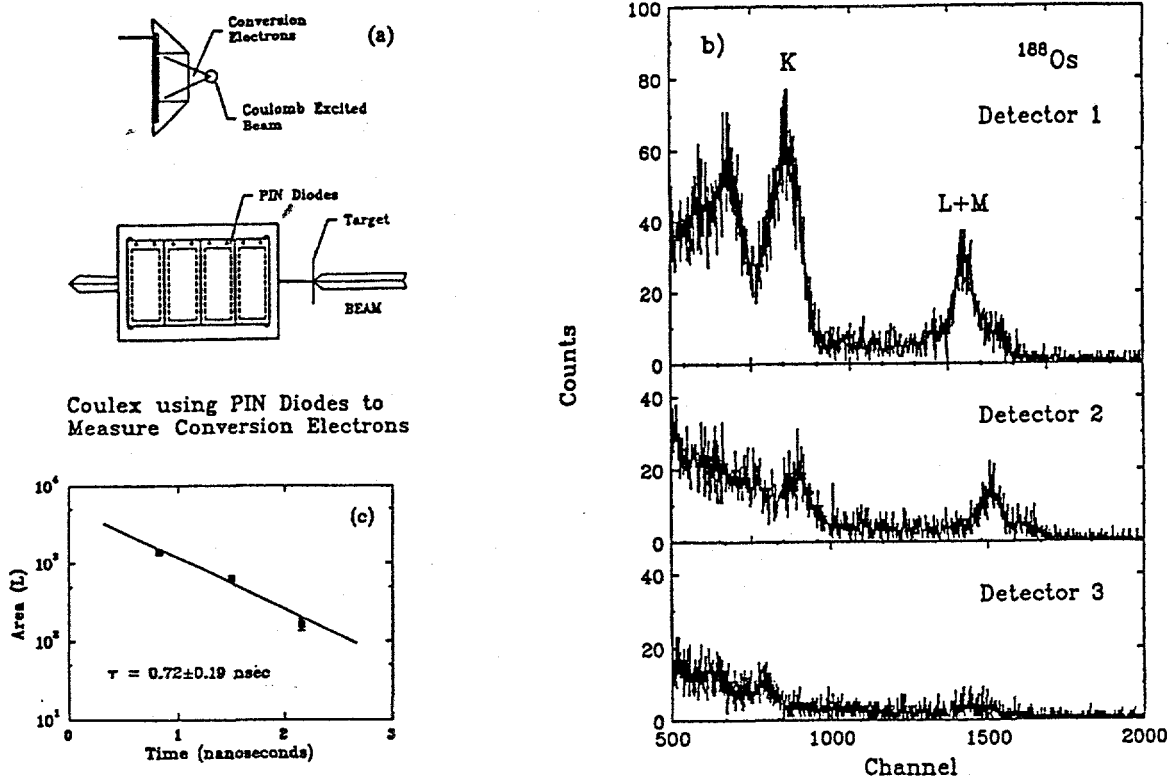 Conversion
Electrons
(a)
Coulomb Excited
Beam
PIN Diodes
Target
BEAM
Coulex using PIN Diodes to
Measure Conversion Electrons
10⁴
10³
10²
10¹
Area (L)
(c)
τ = 0.72±0.19 nsec
0 1 2 3
Time (nanoseconds)
b)
K
¹⁸⁸Os
Detector 1
L+M
100
80
60
40
20
0
Counts
Detector 2
40
20
0
Detector 3
40
20
0
500 1000 1500 2000
Channel